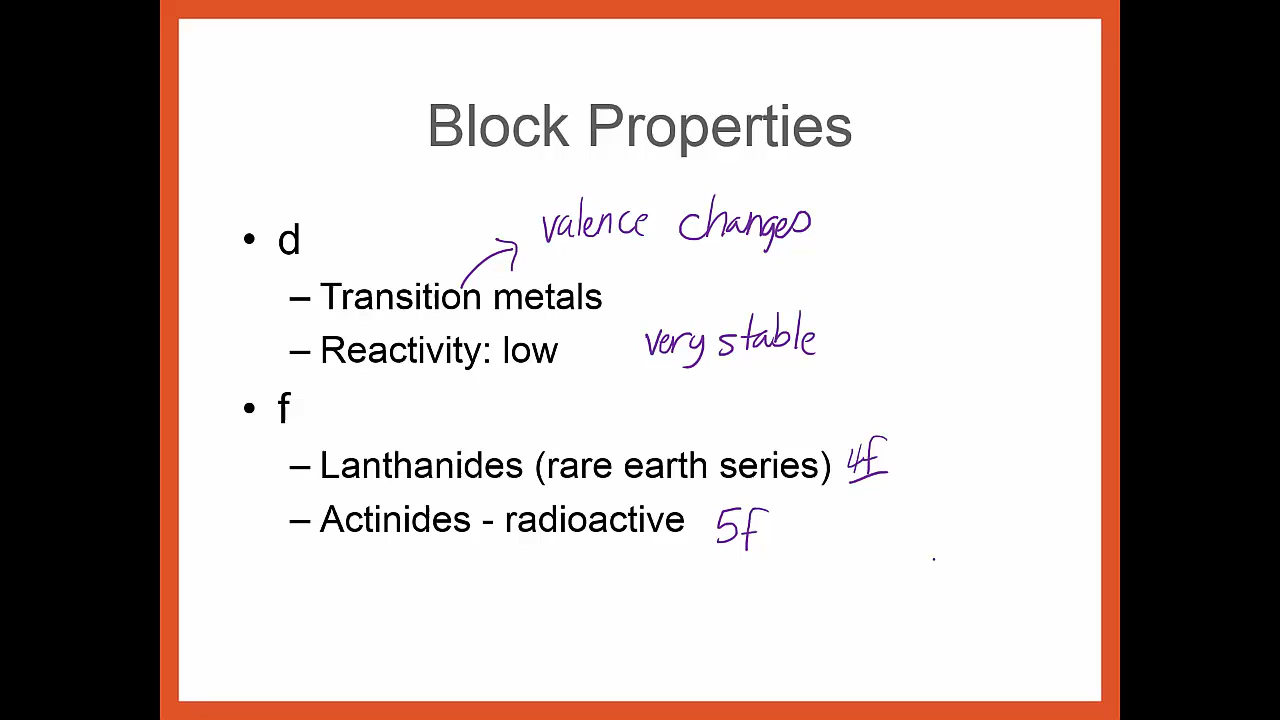 Block Properties
valence changes
• d
– Transition metals
– Reactivity: low very stable
• f
– Lanthanides (rare earth series) 4f
– Actinides - radioactive 5f